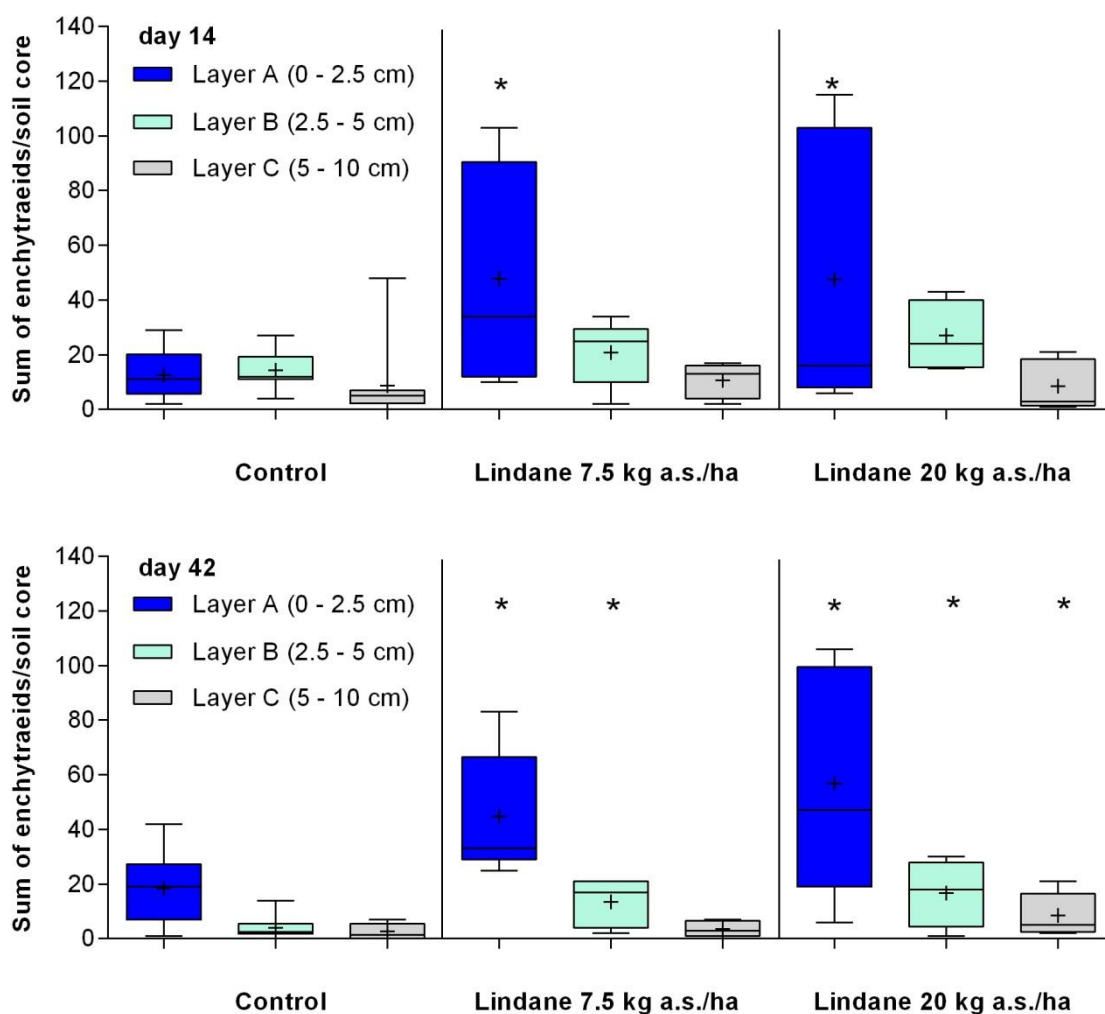 Sum of enchytraeids/soil core
140
120
100
80
60
40
20
0
day 14
Layer A (0 - 2.5 cm)
Layer B (2.5 - 5 cm)
Layer C (5 - 10 cm)
*
*
Control
Lindane 7.5 kg a.s./ha
Lindane 20 kg a.s./ha
Sum of enchytraeids/soil core
140
120
100
80
60
40
20
0
day 42
Layer A (0 - 2.5 cm)
Layer B (2.5 - 5 cm)
Layer C (5 - 10 cm)
*
*
*
*
*
Control
Lindane 7.5 kg a.s./ha
Lindane 20 kg a.s./ha